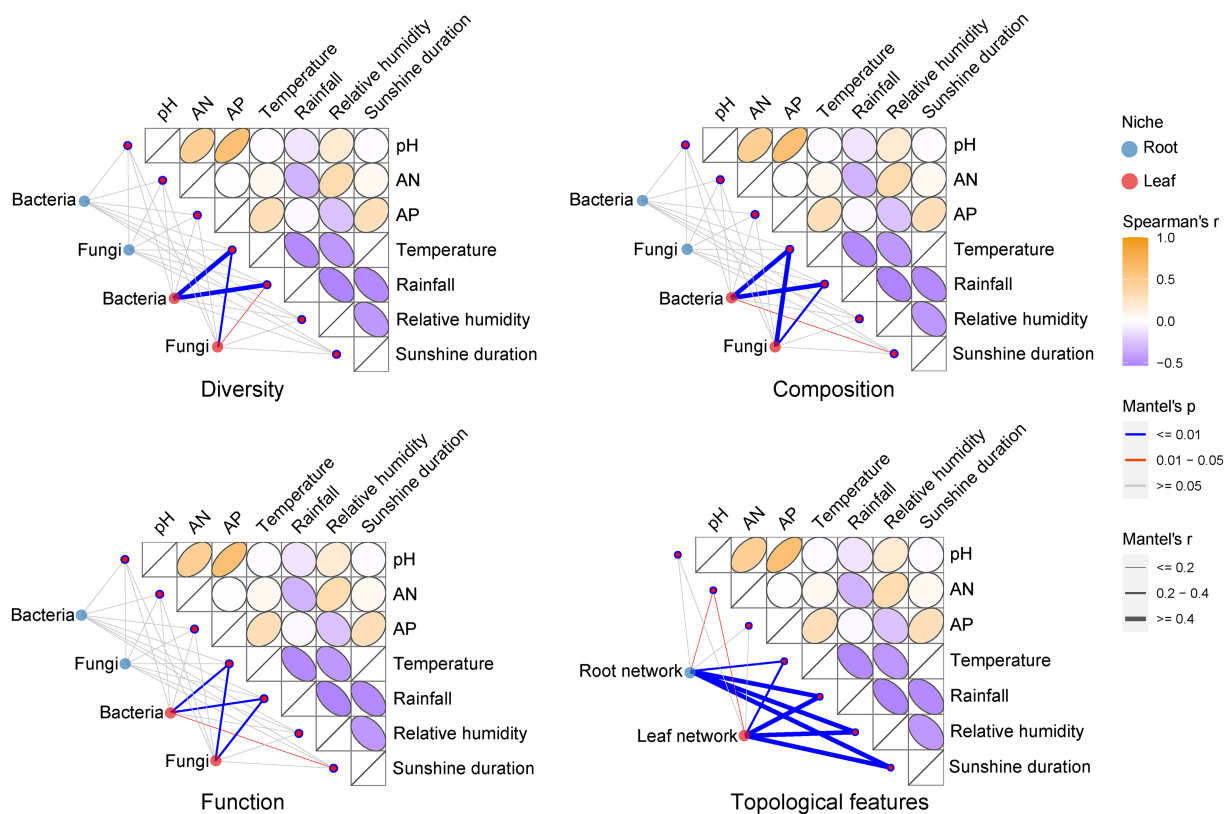 pH
AN
AP
Temperature
Rainfall
Relative humidity
Sunshine duration
pH
AN
AP
Temperature
Rainfall
Relative humidity
Sunshine duration
Bacteria
Fungi
Bacteria
Fungi
Diversity
pH
AN
AP
Temperature
Rainfall
Relative humidity
Sunshine duration
pH
AN
AP
Temperature
Rainfall
Relative humidity
Sunshine duration
Bacteria
Fungi
Bacteria
Fungi
Composition
Niche
Root
Leaf
Spearman's r
1.0
0.5
0.0
−0.5
Mantel's p
<= 0.01
0.01 − 0.05
>= 0.05
Mantel's r
<= 0.2
0.2 − 0.4
>= 0.4
pH
AN
AP
Temperature
Rainfall
Relative humidity
Sunshine duration
pH
AN
AP
Temperature
Rainfall
Relative humidity
Sunshine duration
Bacteria
Fungi
Bacteria
Fungi
Function
pH
AN
AP
Temperature
Rainfall
Relative humidity
Sunshine duration
pH
AN
AP
Temperature
Rainfall
Relative humidity
Sunshine duration
Root network
Leaf network
Topological features